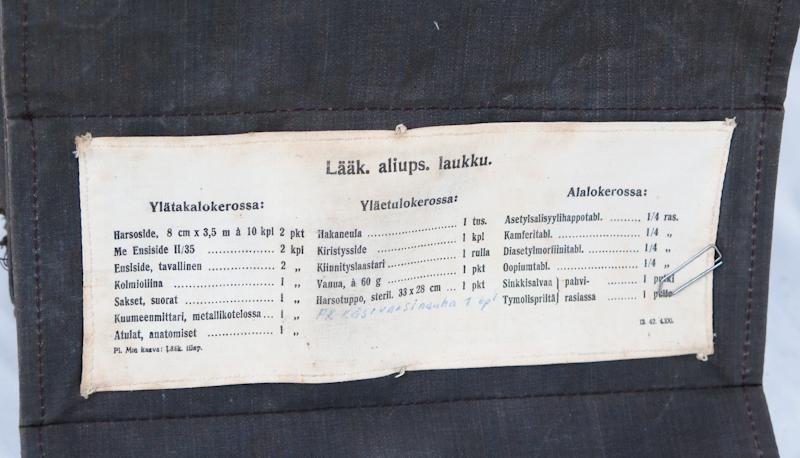 Lääk. aliups. laukku.
Ylätakalokerossa:
Harsoside, 8 cm x 3,5 m à 10 kpl 2 pkt
Me Ensiside II/35 ............ 2 kpl
Ensiside, tavallinen ............ 2 „
Kolmioliina ............ 1 „
Sakset, suorat ............ 1 „
Kuumeenmittari, metallikotelossa... 1 „
Atulat, anatomiset ............ 1 „
Pl. Mm kaava: Lääk.
Yläetulokerossa:
Hakaneula ............ 1 tus.
Kiristysside ............ 1 kpl
Kiinnityslaastari ............ 1 rulla
Vanua, à 60 g ............ 1 pkt
Harsotuppo, steril. 33 x 28 cm ... 1 pkt
1 kpl
Alalokerossa:
Asetylsalisyylihappotabl. ........, 1/4 ras.
Kamferitabl. ............ 1/4 „
Diasetylmorfiinitabl. ............ 1/4 „
Oopiumtabl. ............ 1/4 „
Sinkkisalvaa } pahvi- ........ 1 putki
Tymolispriitä } rasiassa ........ 1 pullo